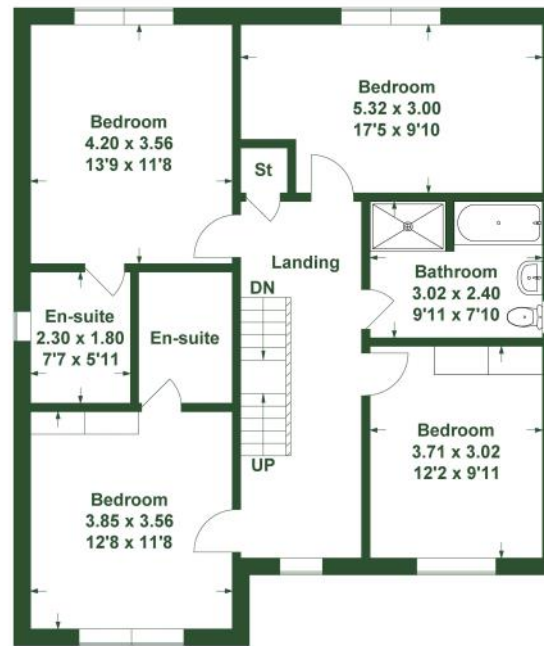 Bedroom
4.20 x 3.56
13'9 x 11'8
Bedroom
5.32 x 3.00
17'5 x 9'10
St
Landing
DN
UP
Bathroom
3.02 x 2.40
9'11 x 7'10
En-suite
2.30 x 1.80
7'7 x 5'11
En-suite
Bedroom
3.71 x 3.02
12'2 x 9'11
Bedroom
3.85 x 3.56
12'8 x 11'8